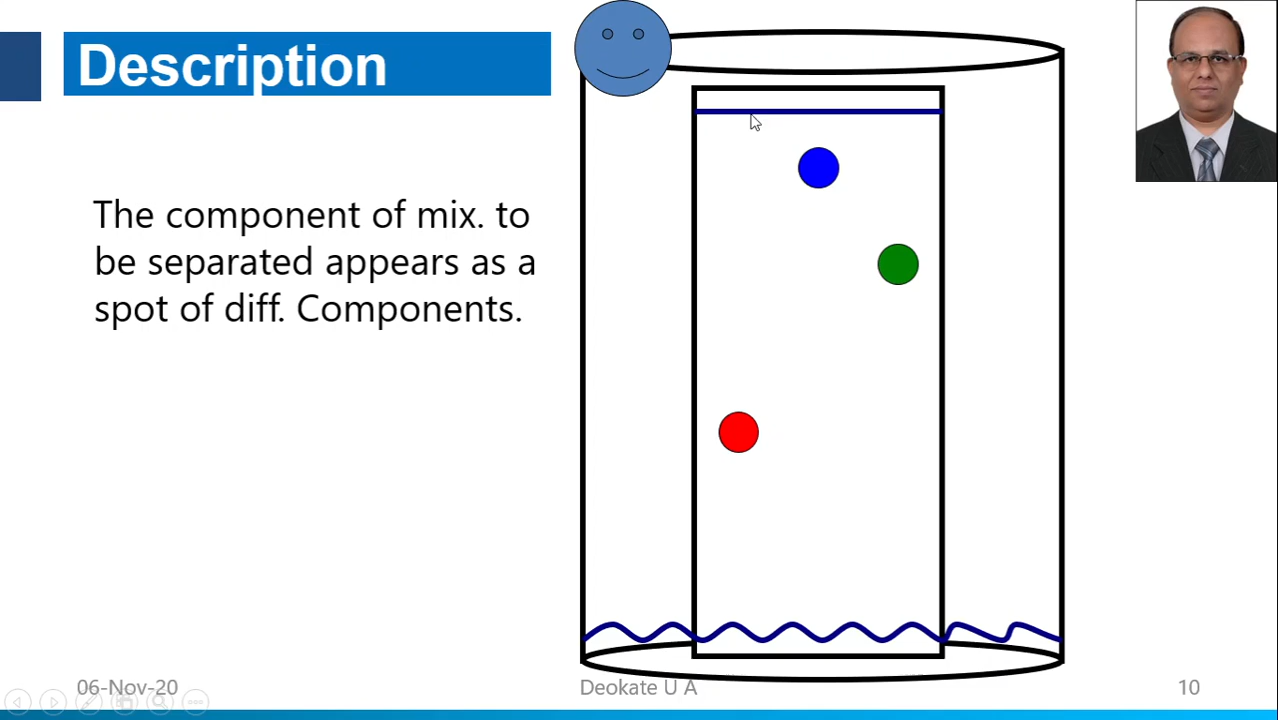 Description
The component of mix. to
be separated appears as a
spot of diff. Components.
06-Nov-20
Deokate U A
10